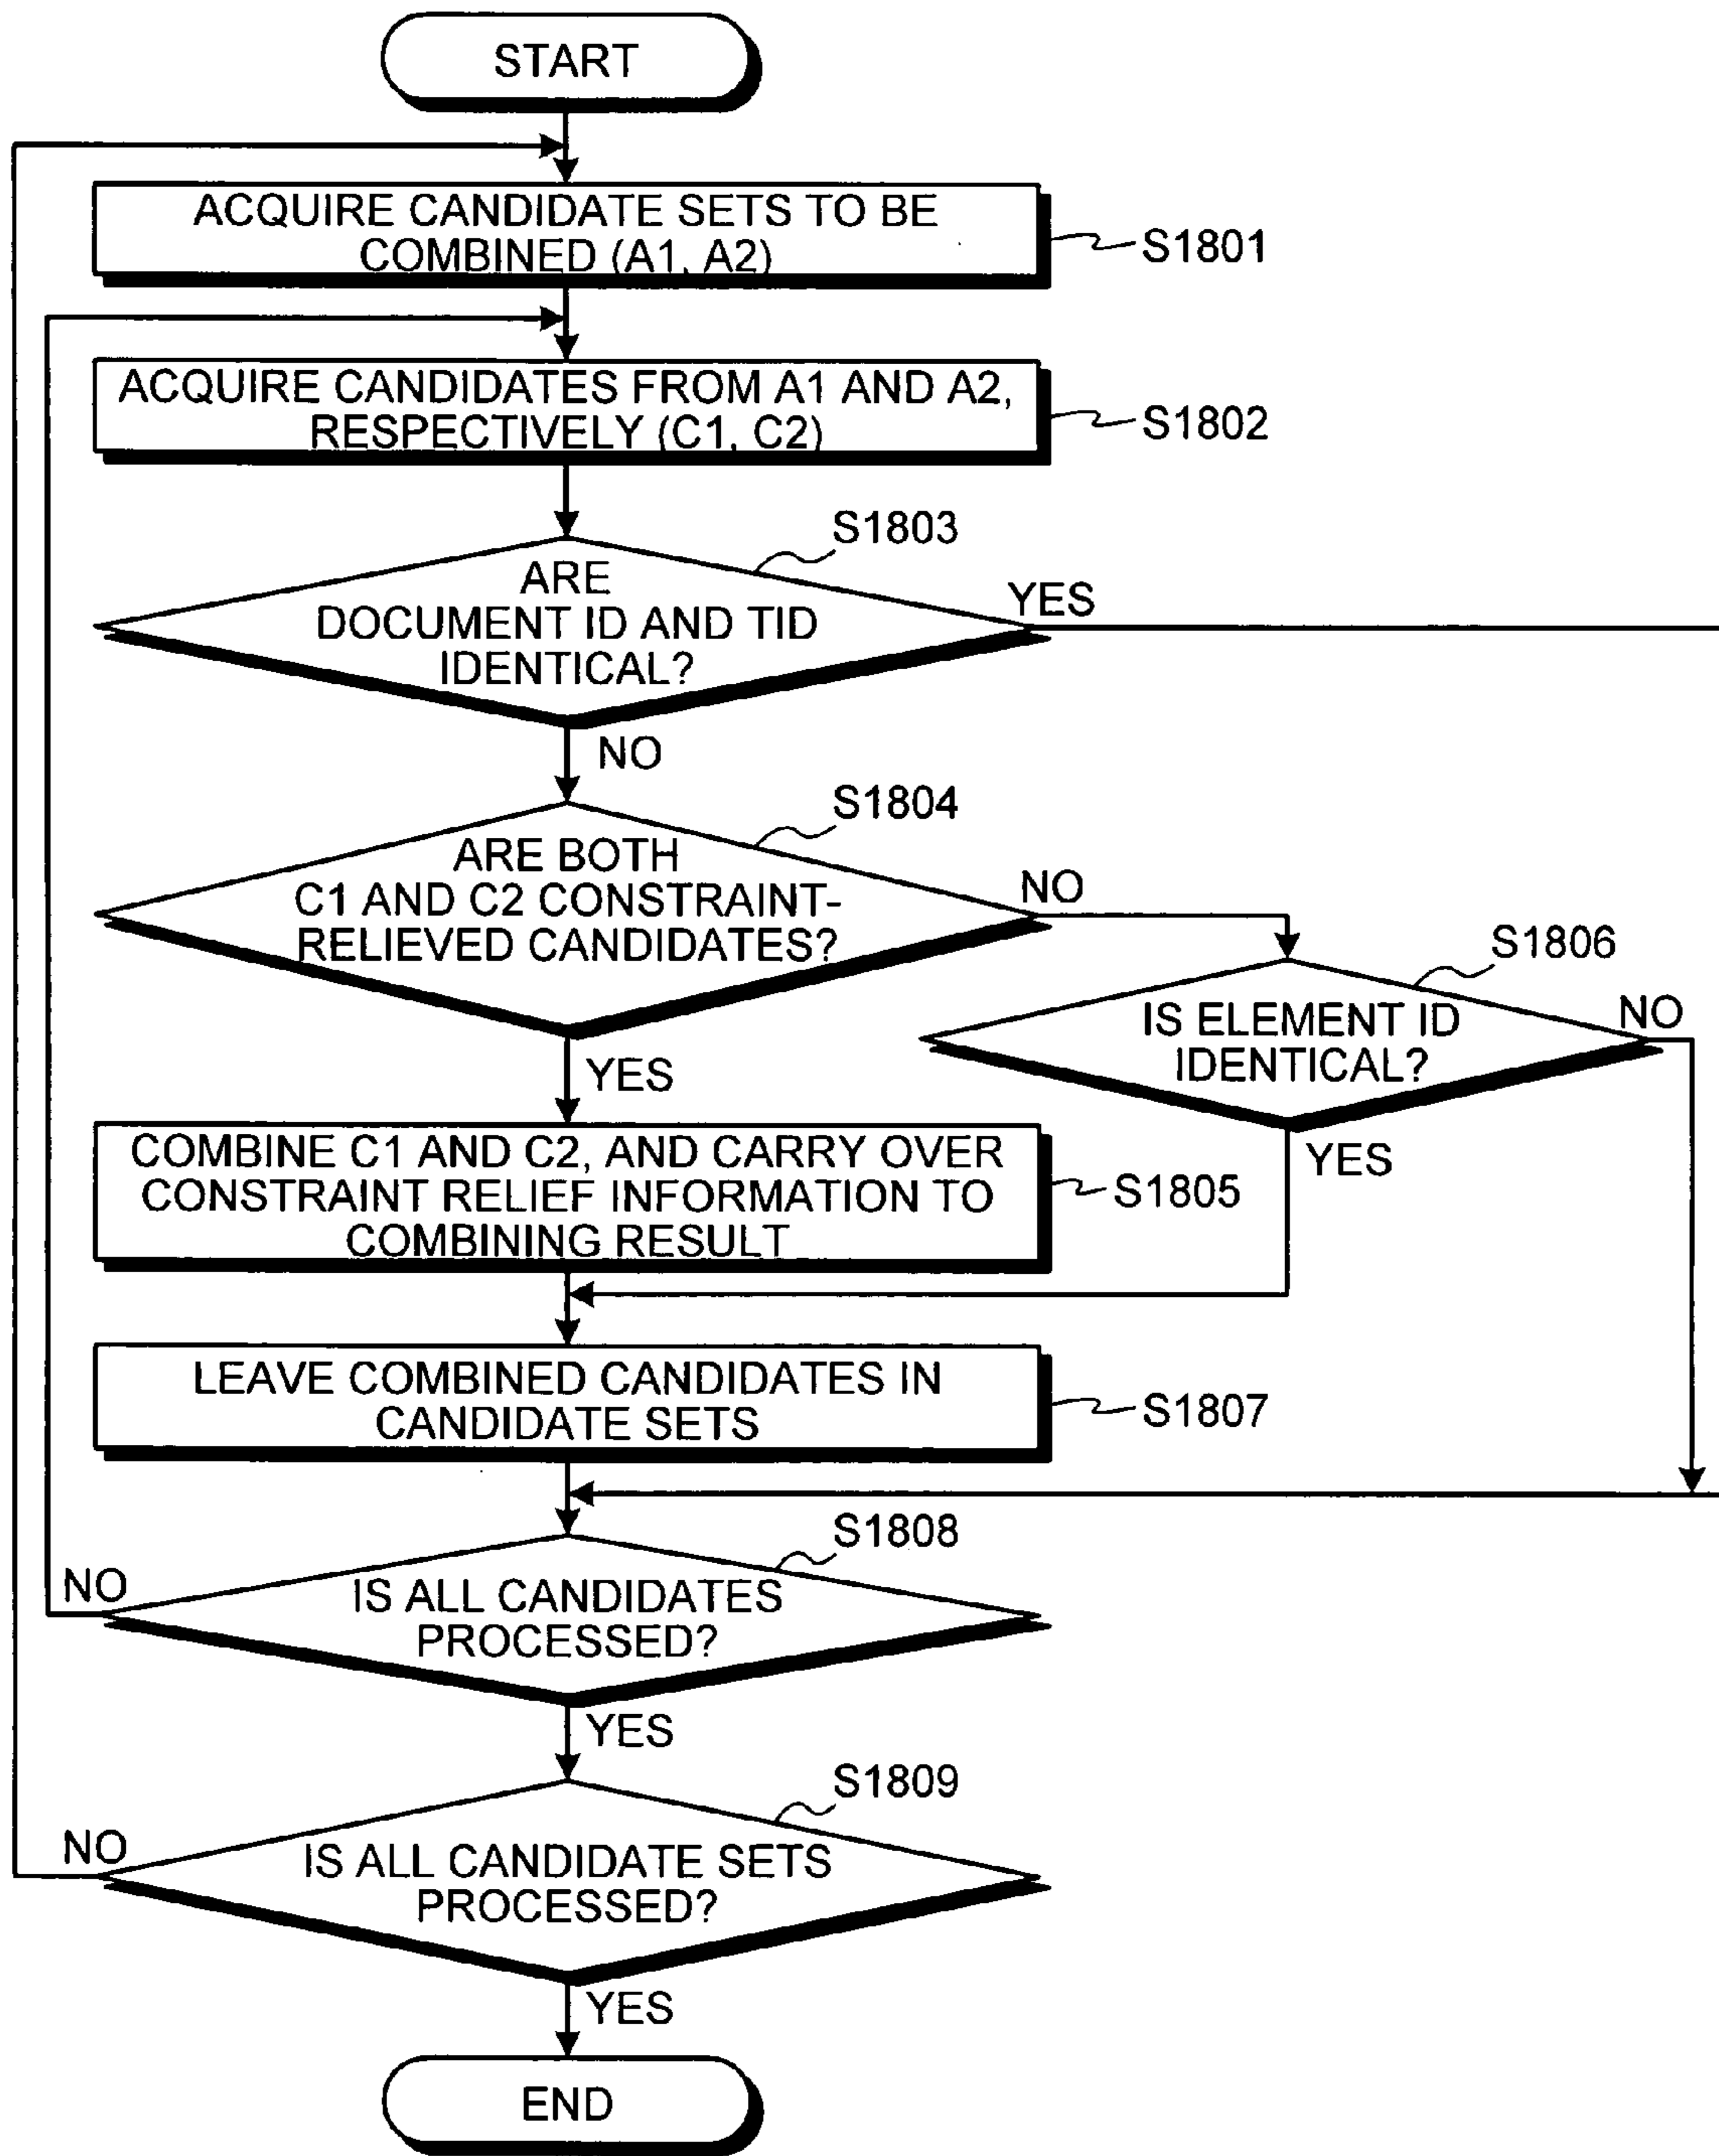 START
ACQUIRE CANDIDATE SETS TO BE
COMBINED (A1, A2)
S1801
ACQUIRE CANDIDATES FROM A1 AND A2,
RESPECTIVELY (C1, C2)
S1802
S1803
ARE
DOCUMENT ID AND TID
IDENTICAL?
YES
NO
S1804
ARE BOTH
C1 AND C2 CONSTRAINT-
RELIEVED CANDIDATES?
NO
YES
S1806
IS ELEMENT ID
IDENTICAL?
NO
YES
COMBINE C1 AND C2, AND CARRY OVER
CONSTRAINT RELIEF INFORMATION TO
COMBINING RESULT
S1805
LEAVE COMBINED CANDIDATES IN
CANDIDATE SETS
S1807
S1808
NO
IS ALL CANDIDATES
PROCESSED?
YES
S1809
NO
IS ALL CANDIDATE SETS
PROCESSED?
YES
END